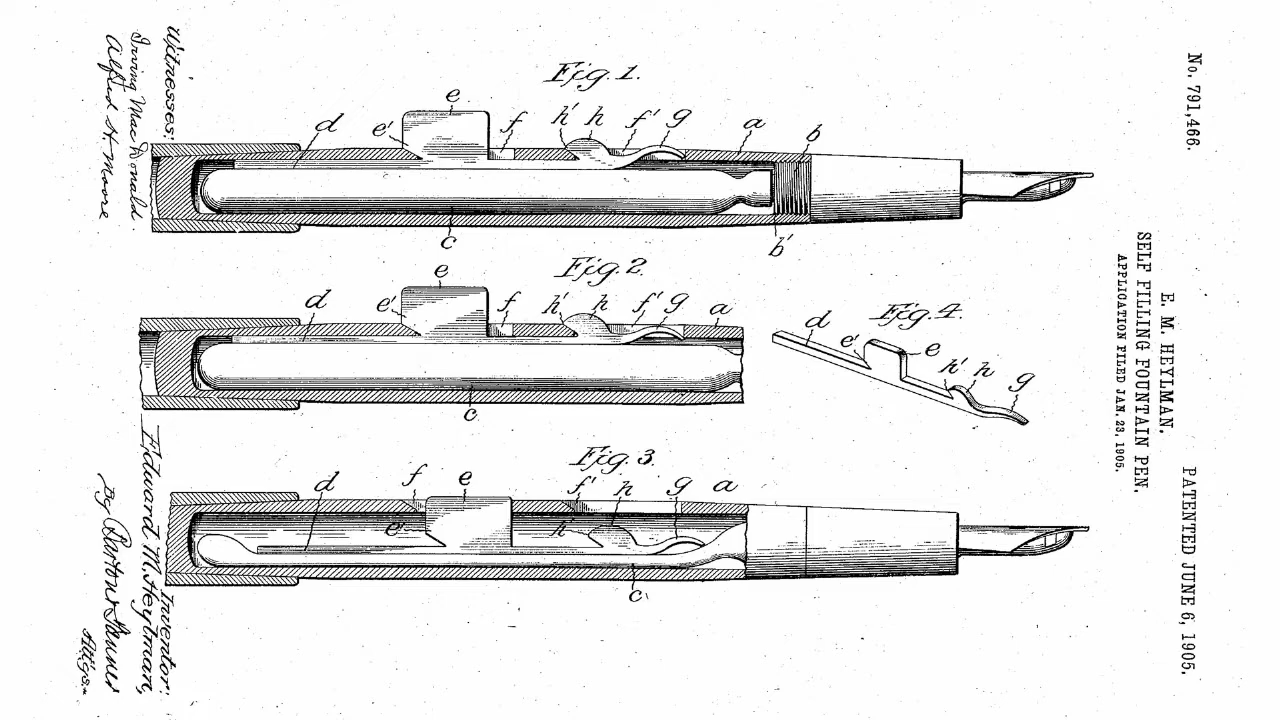 No. 791,466.
PATENTED JUNE 6, 1905.
E. M. HEYLMAN.
SELF FILLING FOUNTAIN PEN.
APPLICATION FILED JAN. 23, 1905.
Fig. 1.
e
d
e'
f
h'
h
f'
g
a
b
c
b'
Fig. 2.
e
d
e'
f
h'
h
f'
g
a
c
Fig. 4.
d
e'
e
h'
h
g
Fig. 3.
d
f
e
f'
h
g
a
e'
h'
c
Witnesses:
Irving MacDonald
Alfred H. Moore
Inventor:
Edward M. Heylman,
By
Attys.